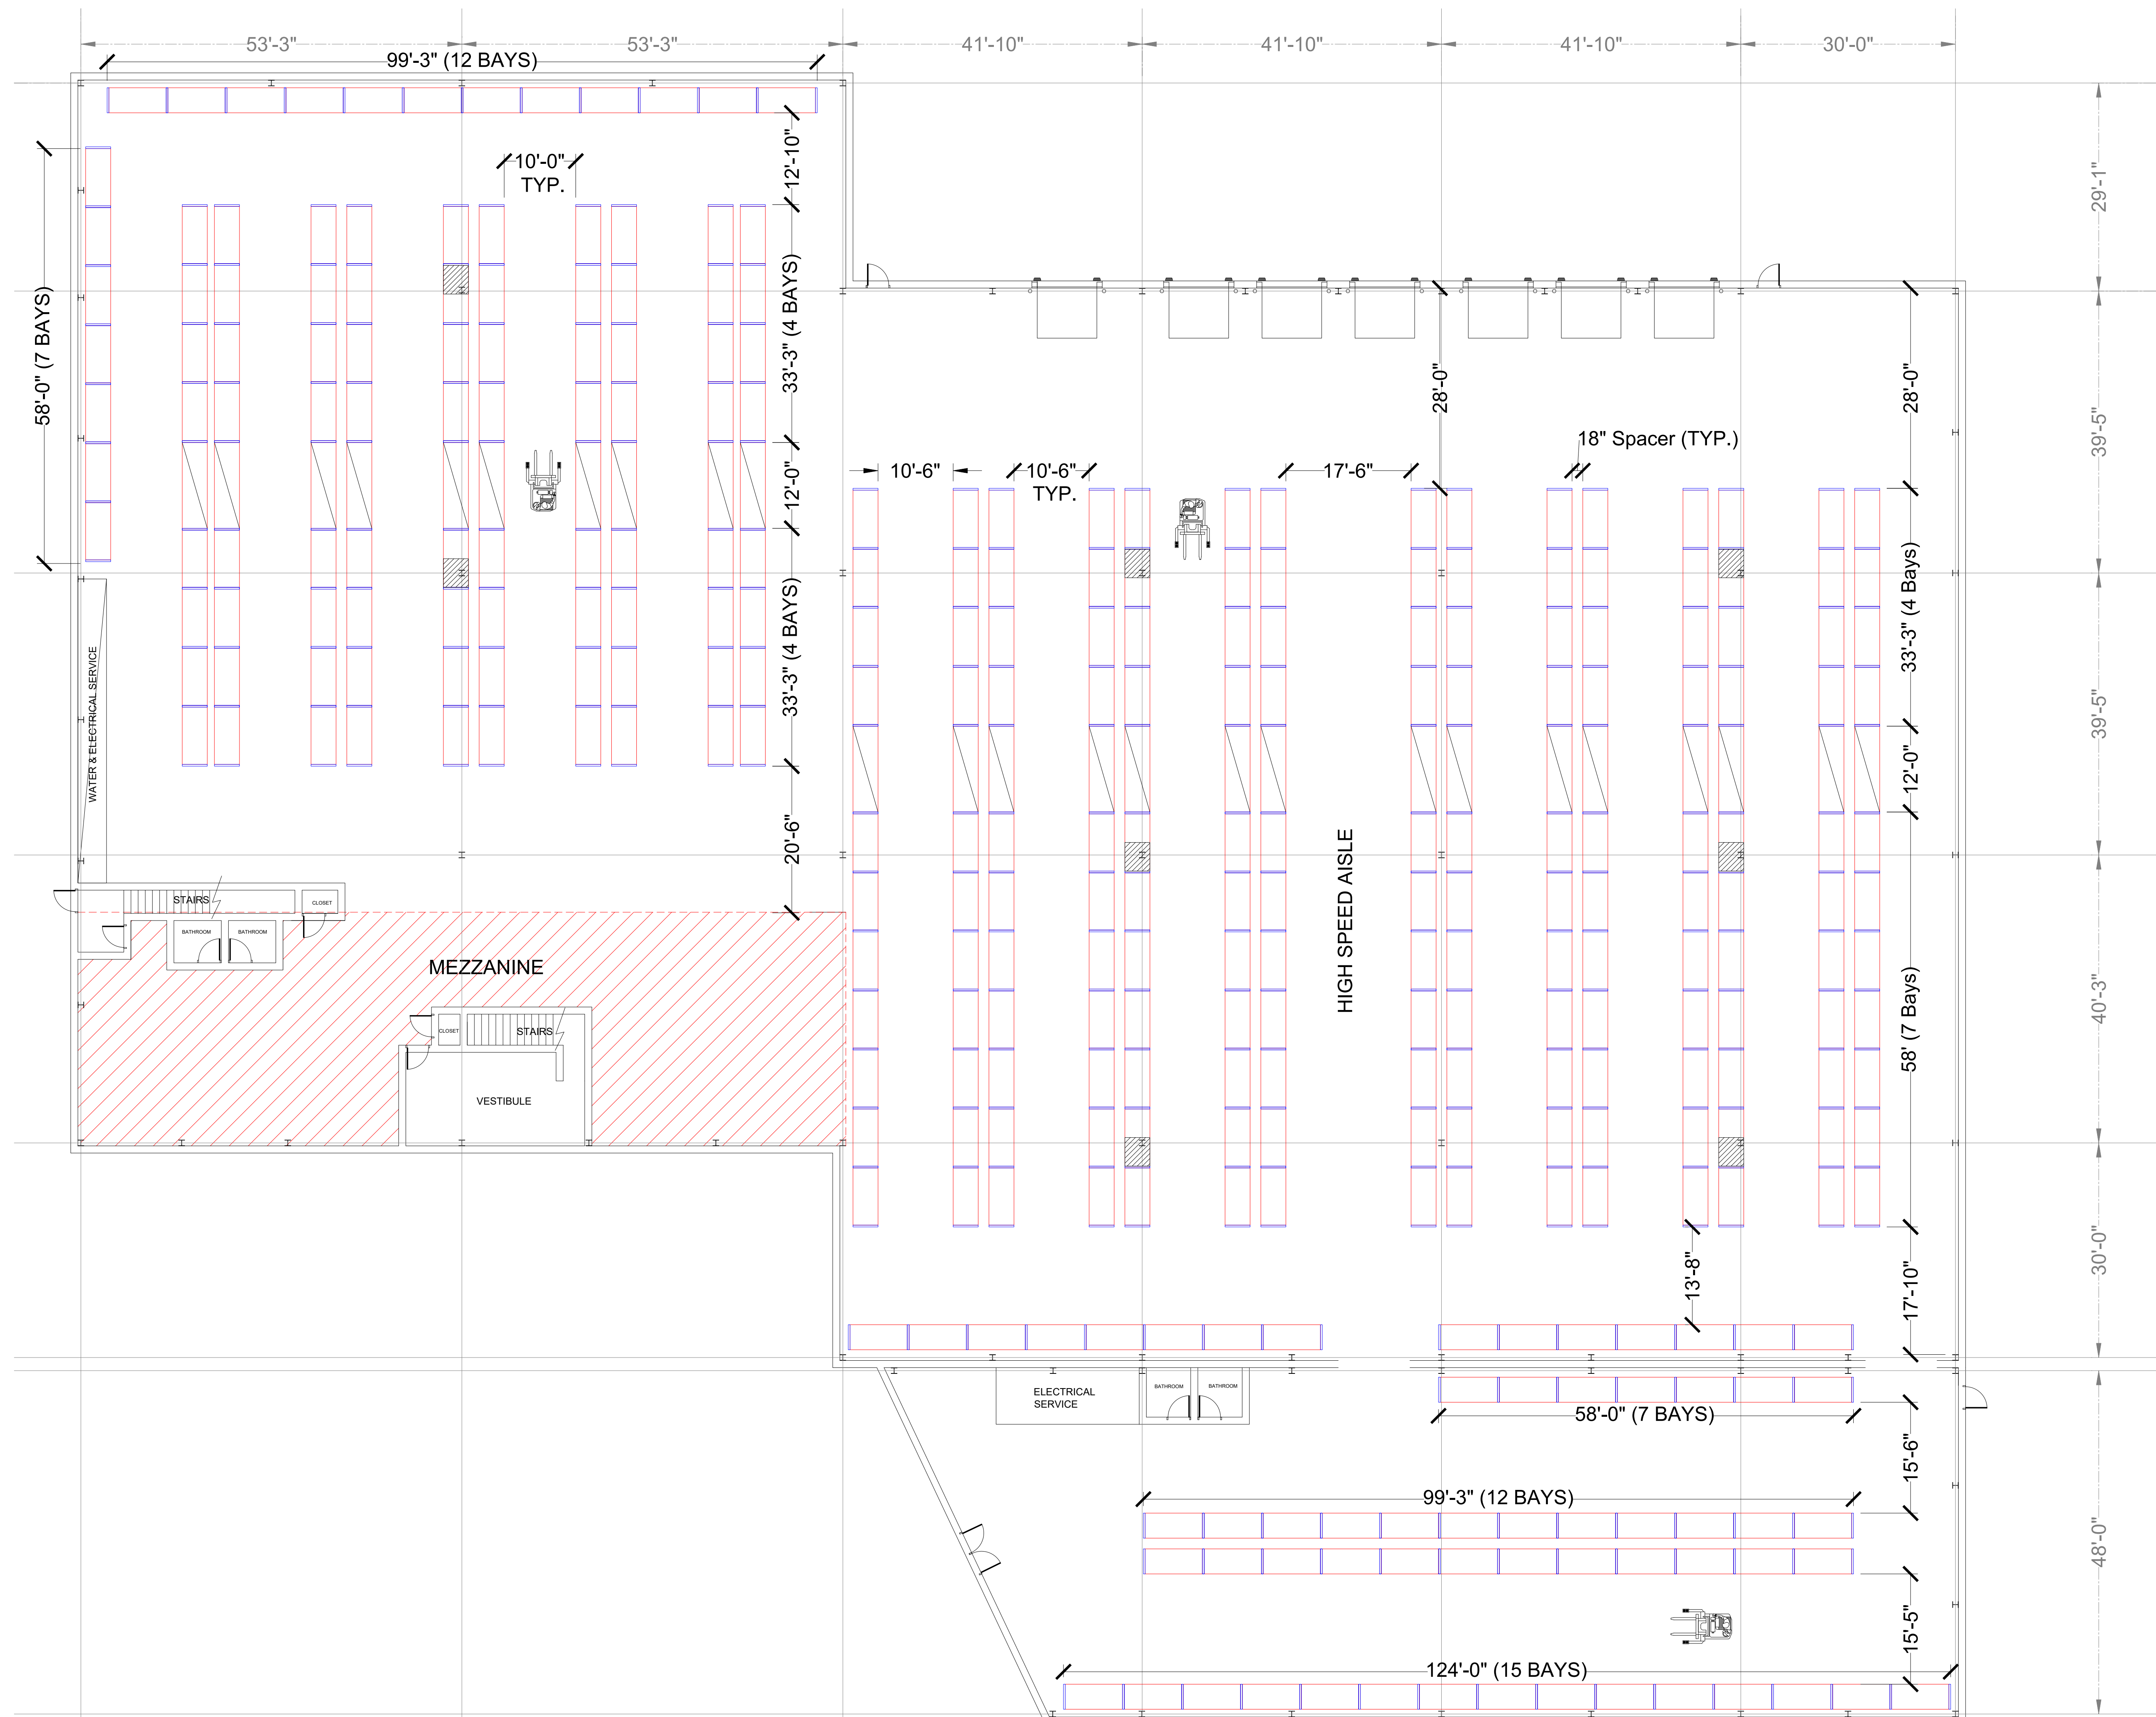 53'-3"
53'-3"
41'-10"
41'-10"
41'-10"
30'-0"
99'-3" (12 BAYS)
12'-10"
10'-0"
TYP.
29'-1"
58'-0" (7 BAYS)
33'-3" (4 BAYS)
28'-0"
28'-0"
39'-5"
18" Spacer (TYP.)
10'-6"
10'-6"
TYP.
17'-6"
12'-0"
33'-3" (4 Bays)
33'-3" (4 BAYS)
WATER & ELECTRICAL SERVICE
39'-5"
12'-0"
20'-6"
HIGH SPEED AISLE
STAIRS
CLOSET
BATHROOM
BATHROOM
MEZZANINE
40'-3"
58' (7 Bays)
CLOSET
STAIRS
VESTIBULE
13'-8"
17'-10"
30'-0"
ELECTRICAL
SERVICE
BATHROOM
BATHROOM
58'-0" (7 BAYS)
15'-6"
99'-3" (12 BAYS)
48'-0"
15'-5"
124'-0" (15 BAYS)